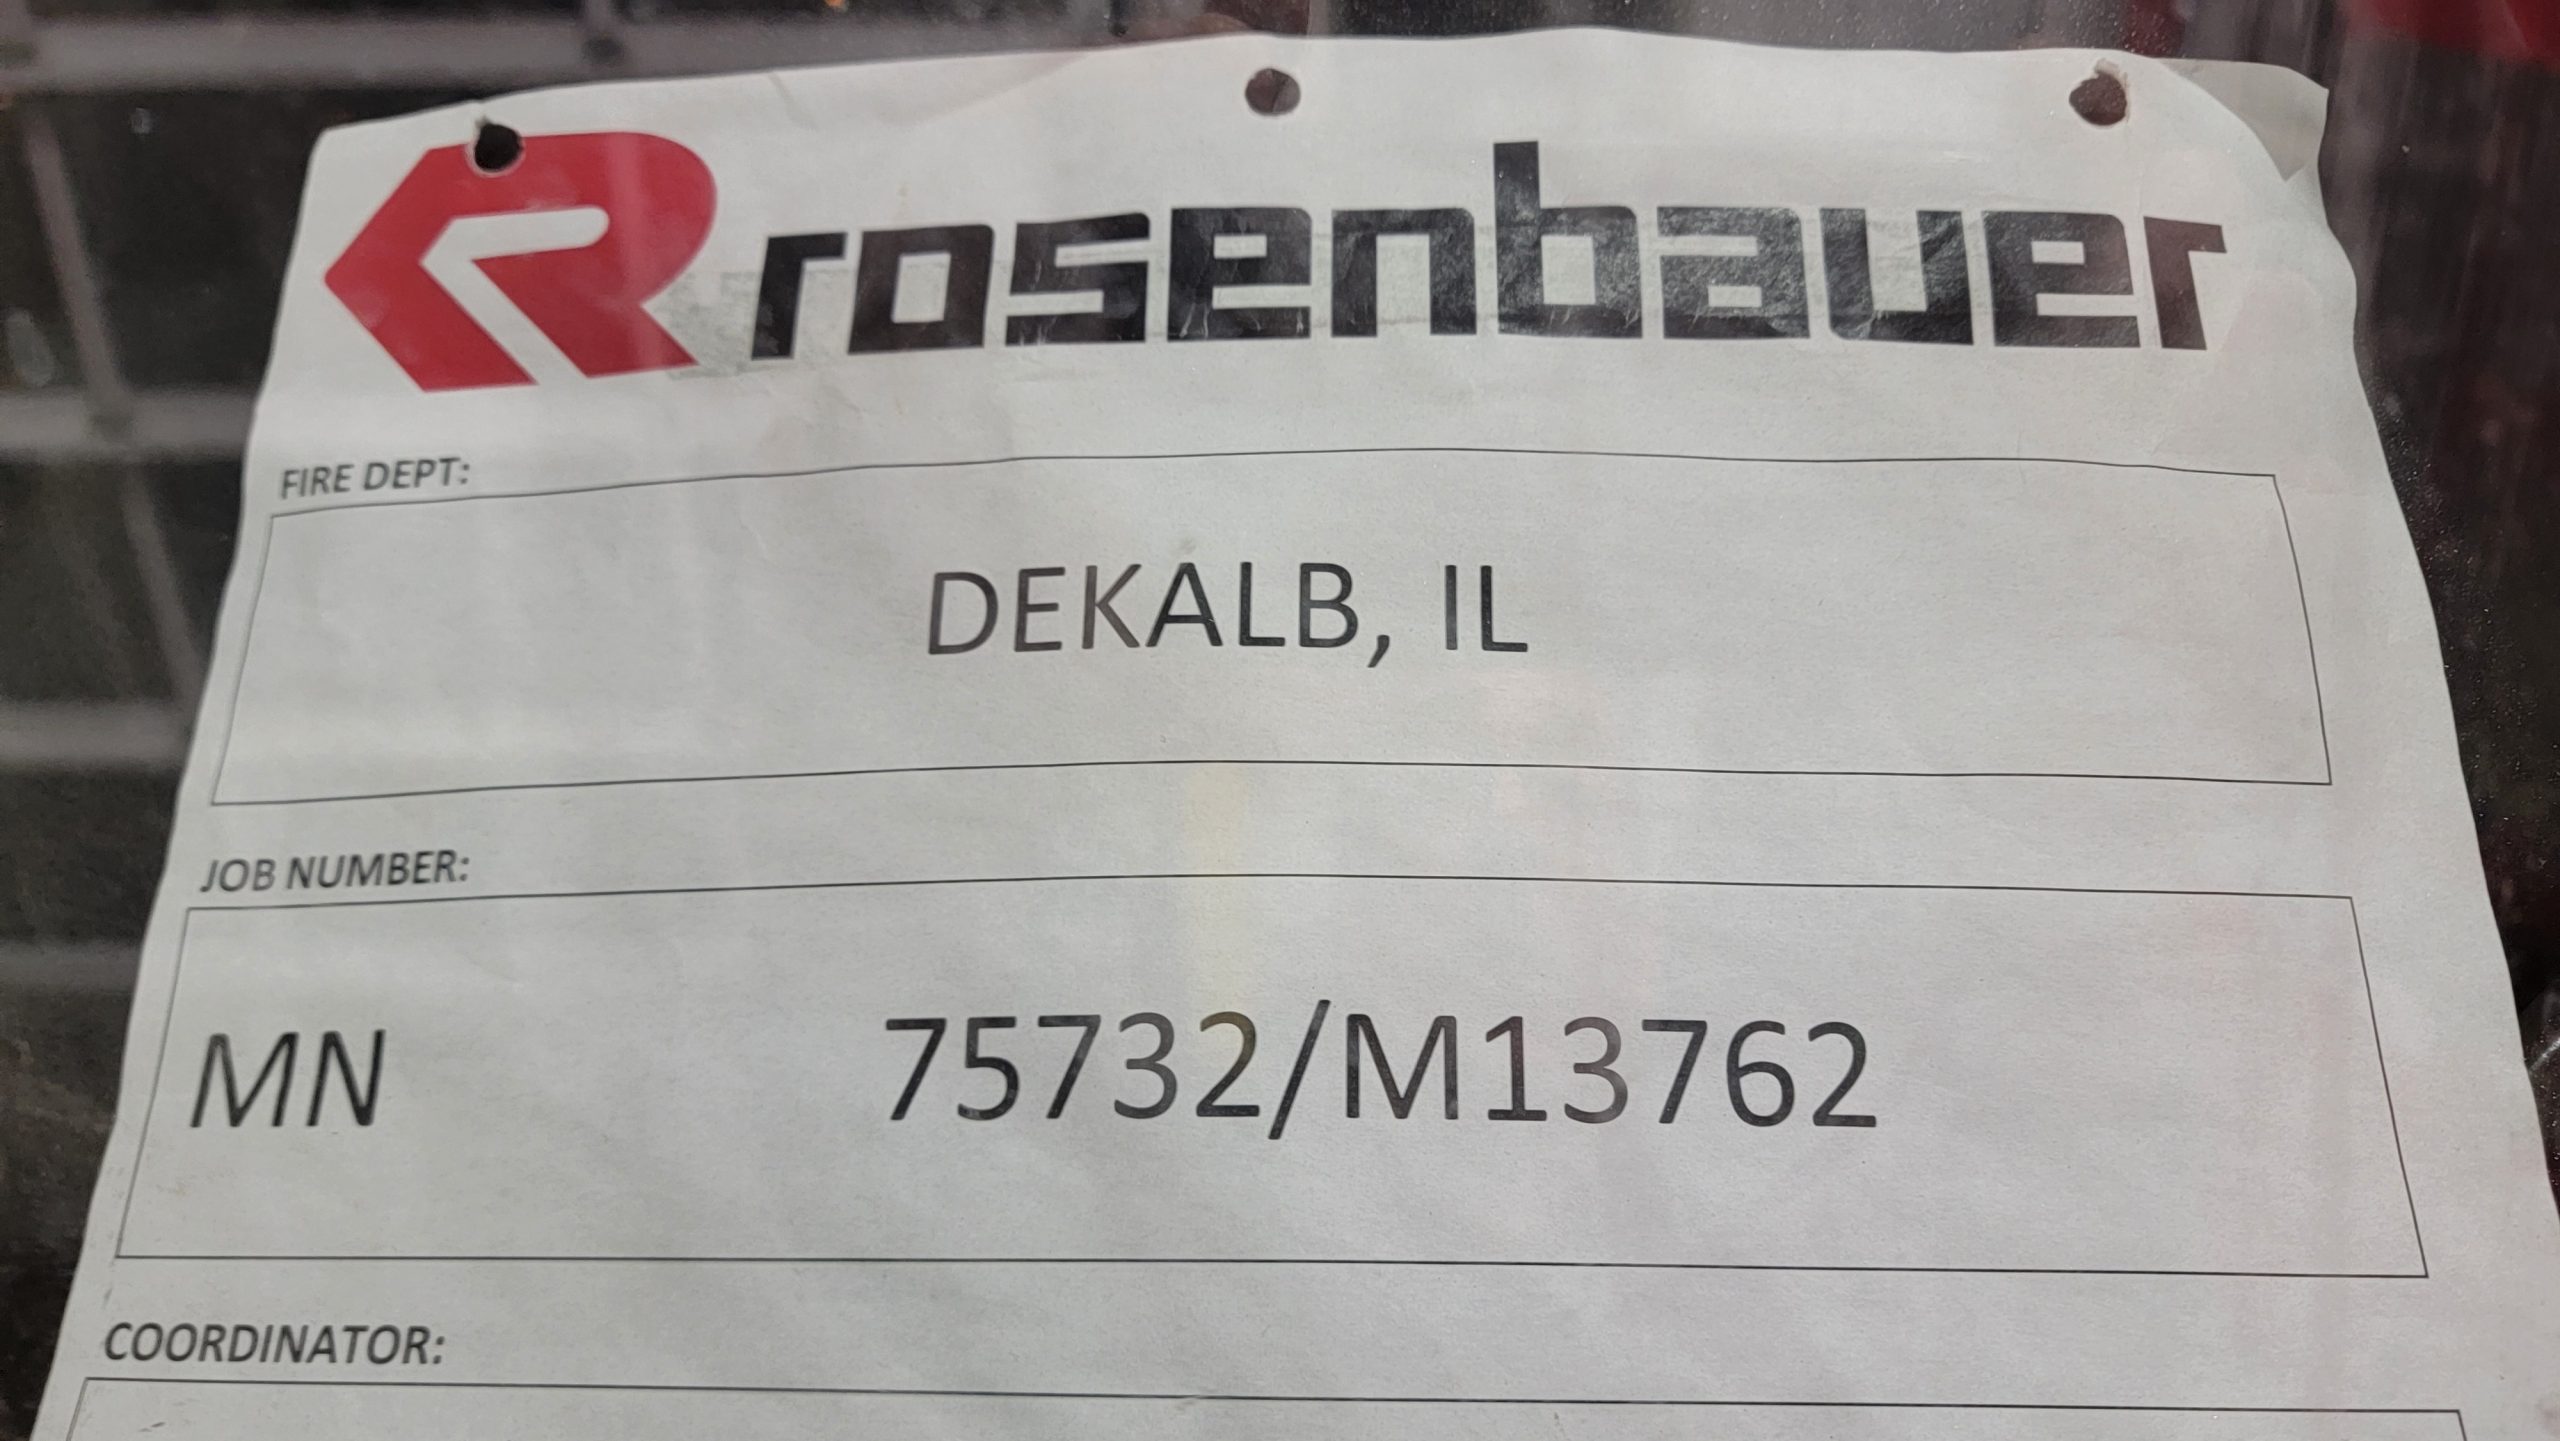 rosenbauer
FIRE DEPT:
DEKALB, IL
JOB NUMBER:
MN 75732/M13762
COORDINATOR: